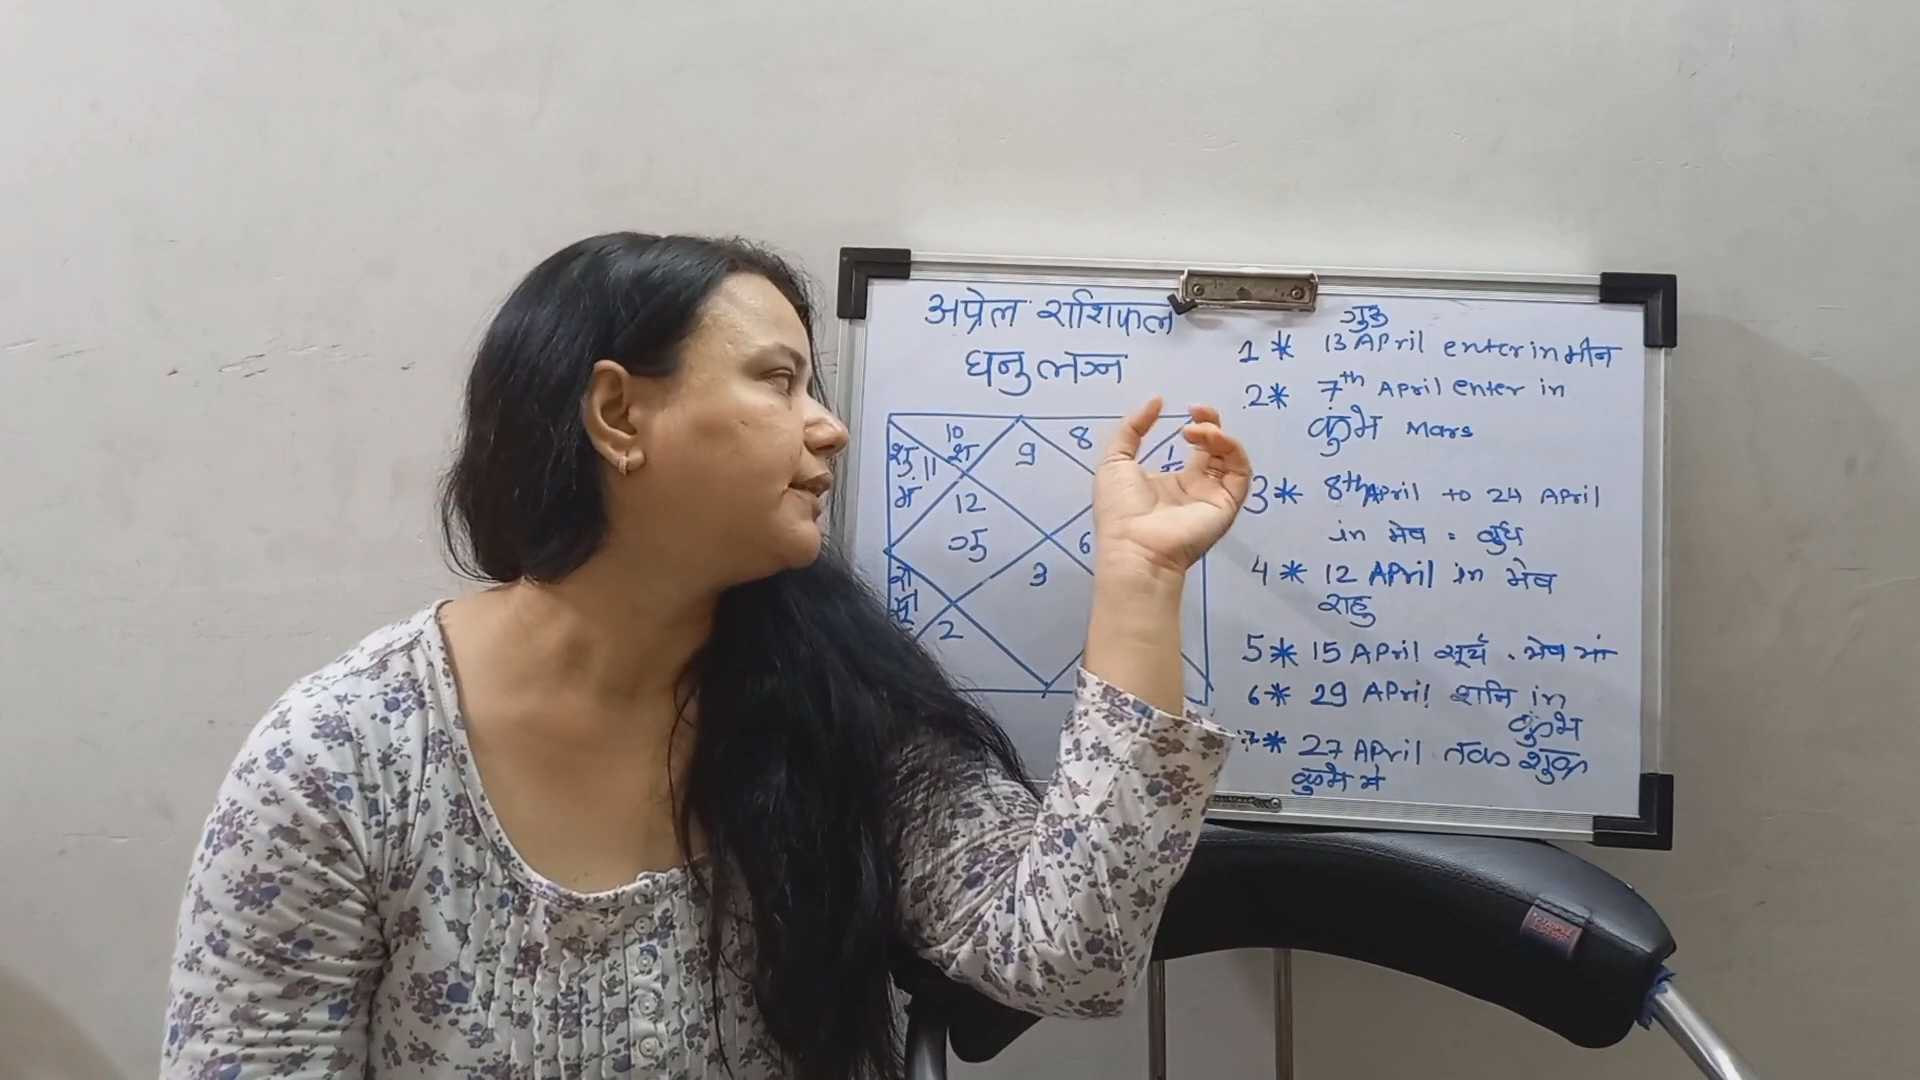 अप्रेल राशिफल
धनु लग्न
10
शु 11 श
9
8
मं
12
गु
6
3
रा
सू
2
गुरु
1 * 13 April enter in मीन
2 * 7th April enter in
कुंभ Mars
3 * 8th April to 24 April
in मेष = बुध
4 * 12 April in मेष
राहु
5 * 15 April सूर्य . मेष मां
6 * 29 April शनि in
कुंभ
7 * 27 April तक शुक्र
कुंभ में